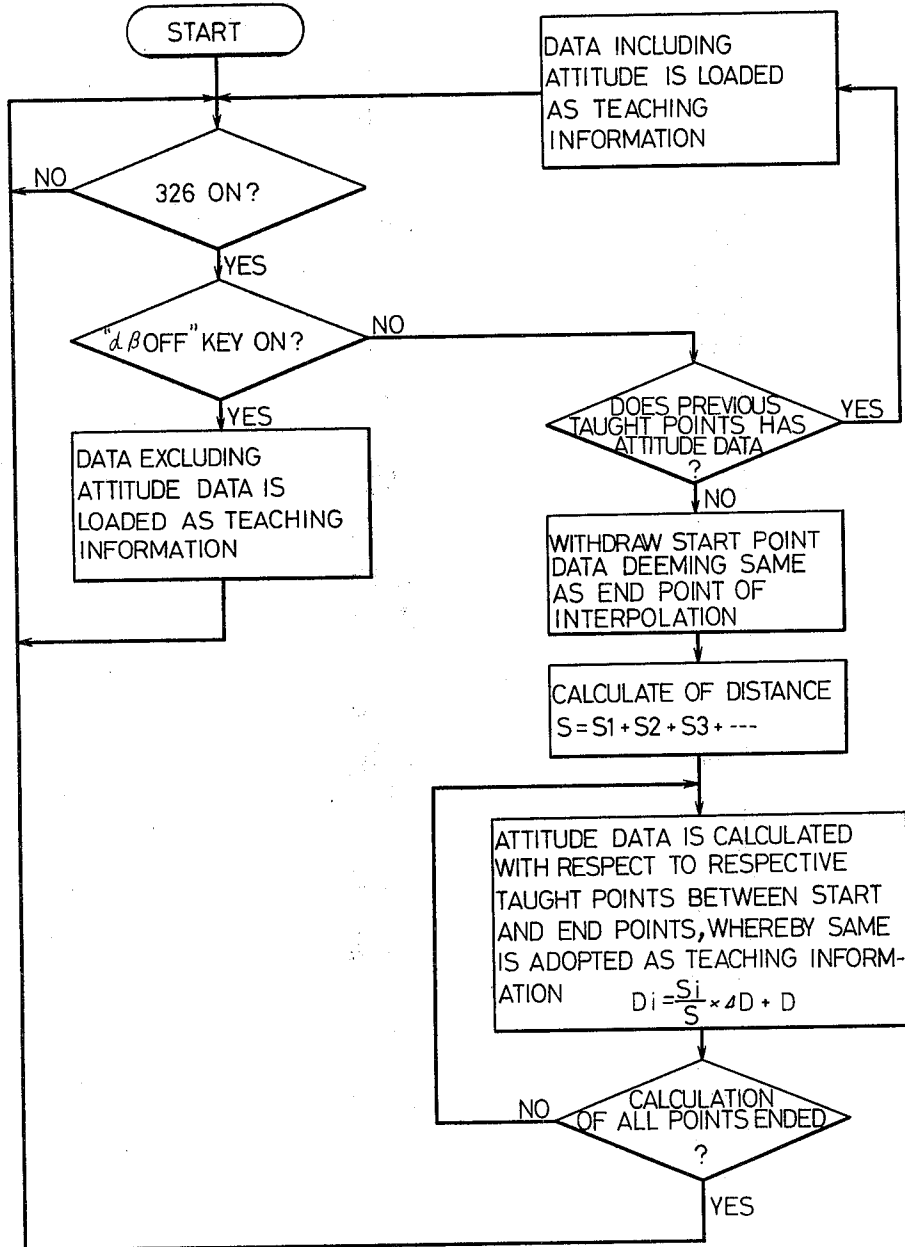 START
DATA INCLUDING
ATTITUDE IS LOADED
AS TEACHING
INFORMATION
NO
326 ON?
YES
"α β OFF" KEY ON?
NO
YES
DOES PREVIOUS
TAUGHT POINTS HAS
ATTITUDE DATA
?
YES
NO
DATA EXCLUDING
ATTITUDE DATA IS
LOADED AS TEACHING
INFORMATION
WITHDRAW START POINT
DATA DEEMING SAME
AS END POINT OF
INTERPOLATION
CALCULATE OF DISTANCE
S = S1 + S2 + S3 + ---
ATTITUDE DATA IS CALCULATED
WITH RESPECT TO RESPECTIVE
TAUGHT POINTS BETWEEN START
AND END POINTS, WHEREBY SAME
IS ADOPTED AS TEACHING INFORM-
ATION Di = Si/S × ΔD + D
NO
CALCULATION
OF ALL POINTS ENDED
?
YES